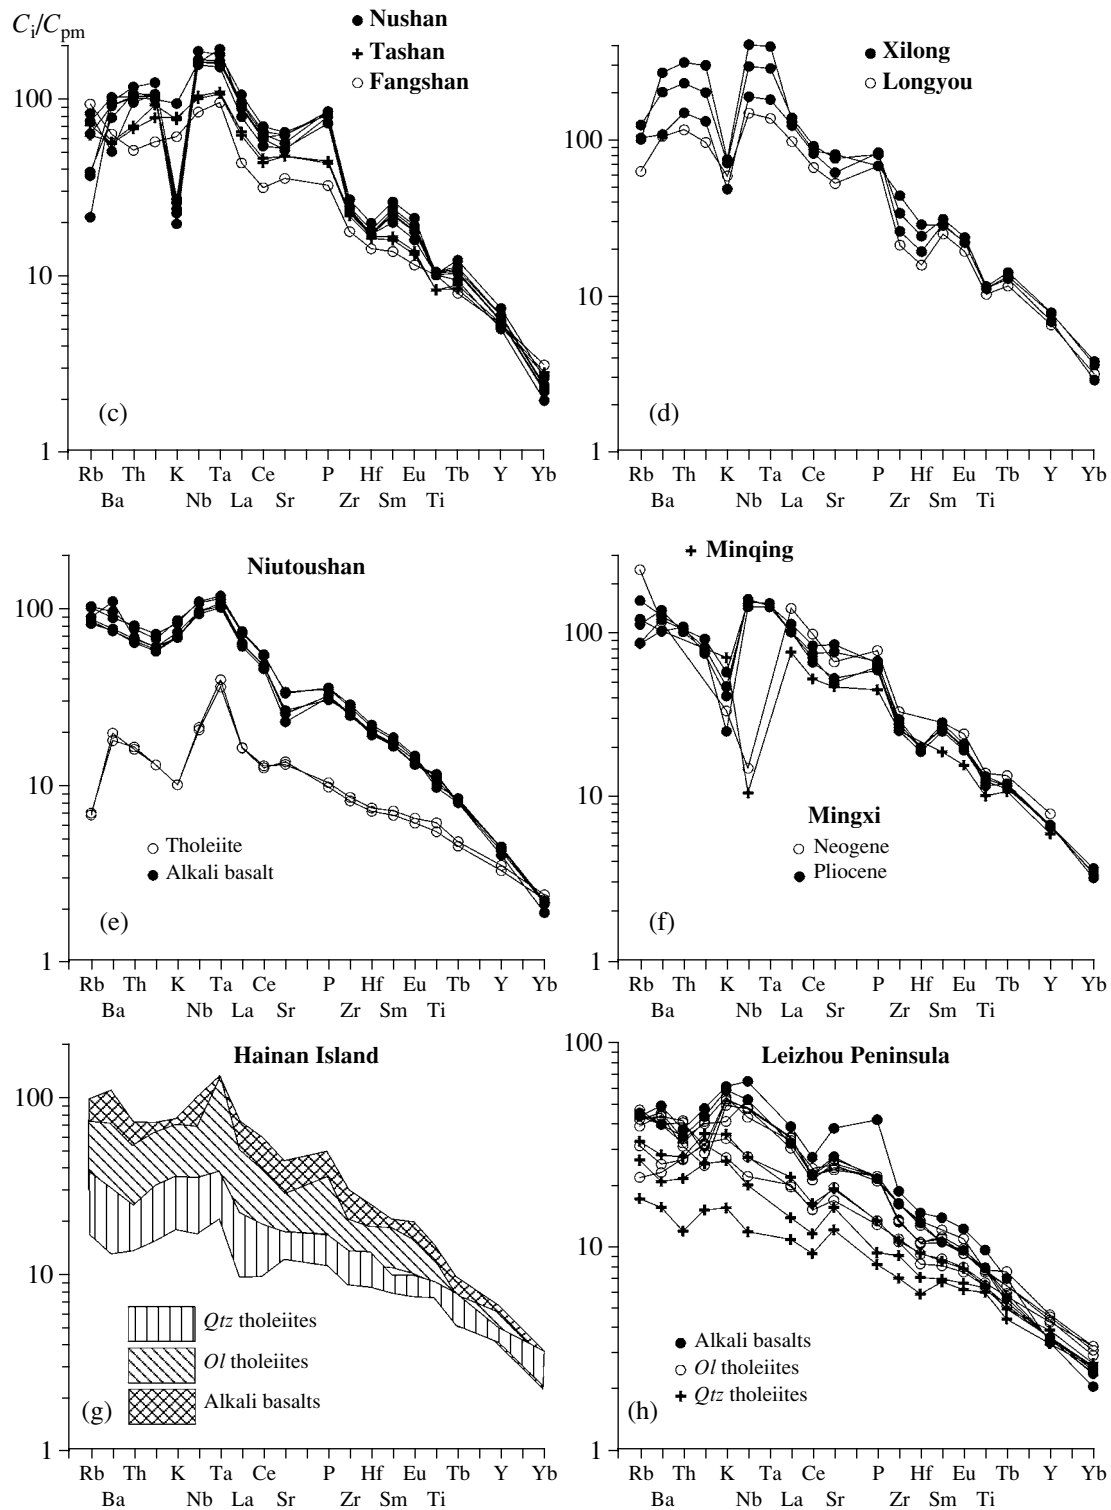 Ci/Cpm
Nushan
Tashan
Fangshan
100
10
1
(c)
Rb Th K Ta Ce P Hf Eu Tb Y Yb
Ba Nb La Sr Zr Sm Ti
Xilong
Longyou
100
10
1
(d)
Rb Th K Ta Ce P Hf Eu Tb Y Yb
Ba Nb La Sr Zr Sm Ti
Niutoushan
100
10
1
Tholeiite
Alkali basalt
(e)
Rb Th K Ta Ce P Hf Eu Tb Y Yb
Ba Nb La Sr Zr Sm Ti
Minqing
100
10
1
Mingxi
Neogene
Pliocene
(f)
Rb Th K Ta Ce P Hf Eu Tb Y Yb
Ba Nb La Sr Zr Sm Ti
Hainan Island
100
10
1
Qtz tholeiites
Ol tholeiites
Alkali basalts
(g)
Rb Th K Ta Ce P Hf Eu Tb Y Yb
Ba Nb La Sr Zr Sm Ti
Leizhou Peninsula
100
10
1
Alkali basalts
Ol tholeiites
Qtz tholeiites
(h)
Rb Th K Ta Ce P Hf Eu Tb Y Yb
Ba Nb La Sr Zr Sm Ti